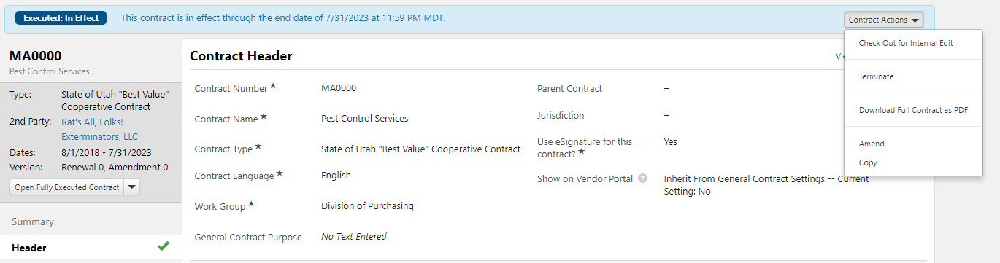 Executed: In Effect
This contract is in effect through the end date of 7/31/2023 at 11:59 PM MDT.
Contract Actions
Check Out for Internal Edit
Terminate
Download Full Contract as PDF
Amend
Copy
MA0000
Pest Control Services
Type: State of Utah "Best Value"
Cooperative Contract
2nd Party: Rat's All, Folks!
Exterminators, LLC
Dates: 8/1/2018 - 7/31/2023
Version: Renewal 0, Amendment 0
Open Fully Executed Contract
Summary
Header
Contract Header
Contract Number ★ MA0000
Contract Name ★ Pest Control Services
Contract Type ★ State of Utah "Best Value" Cooperative Contract
Contract Language ★ English
Work Group ★ Division of Purchasing
General Contract Purpose No Text Entered
Parent Contract –
Jurisdiction –
Use eSignature for this Yes
contract? ★
Show on Vendor Portal ? Inherit From General Contract Settings -- Current
Setting: No